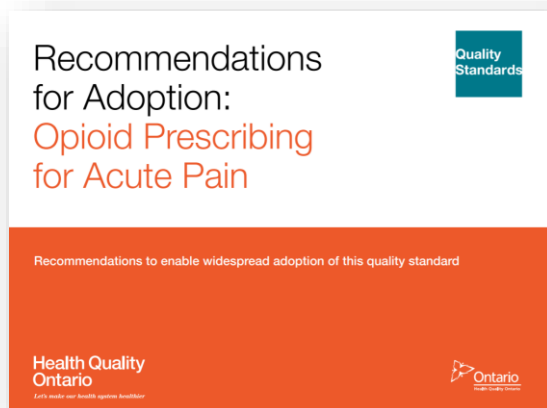 Recommendations
for Adoption:
Opioid Prescribing
for Acute Pain
Quality
Standards
Recommendations to enable widespread adoption of this quality standard
Health Quality
Ontario
Let's make our health system healthier
Ontario
Health Quality Ontario